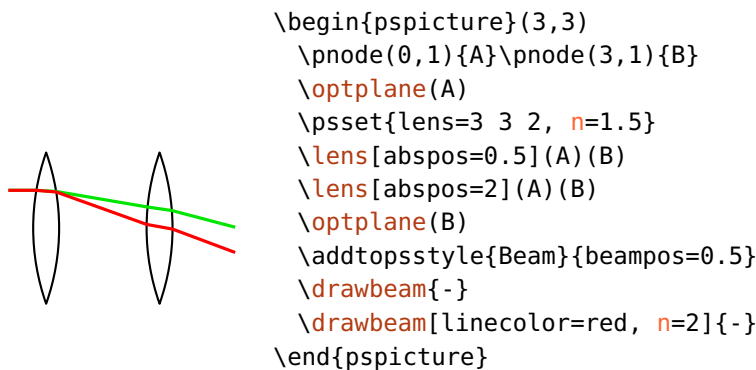 \begin{pspicture}(3,3)
\pnode(0,1){A}\pnode(3,1){B}
\optplane(A)
\psset{lens=3 3 2, n=1.5}
\lens[abspos=0.5](A)(B)
\lens[abspos=2](A)(B)
\optplane(B)
\addtopsstyle{Beam}{beampos=0.5}
\drawbeam{-}
\drawbeam[linecolor=red, n=2]{-}
\end{pspicture}